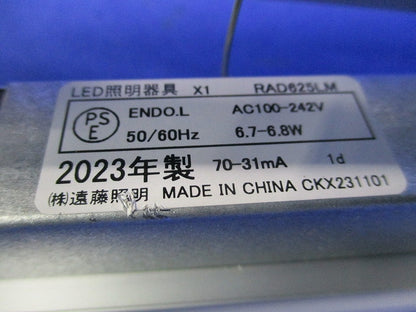 LED照明器具 X1 RAD625LM
PS
E
ENDO.L AC100-242V
50/60Hz 6.7-6.8W
2023年製 70-31mA 1d
(株)遠藤照明 MADE IN CHINA CKX231101